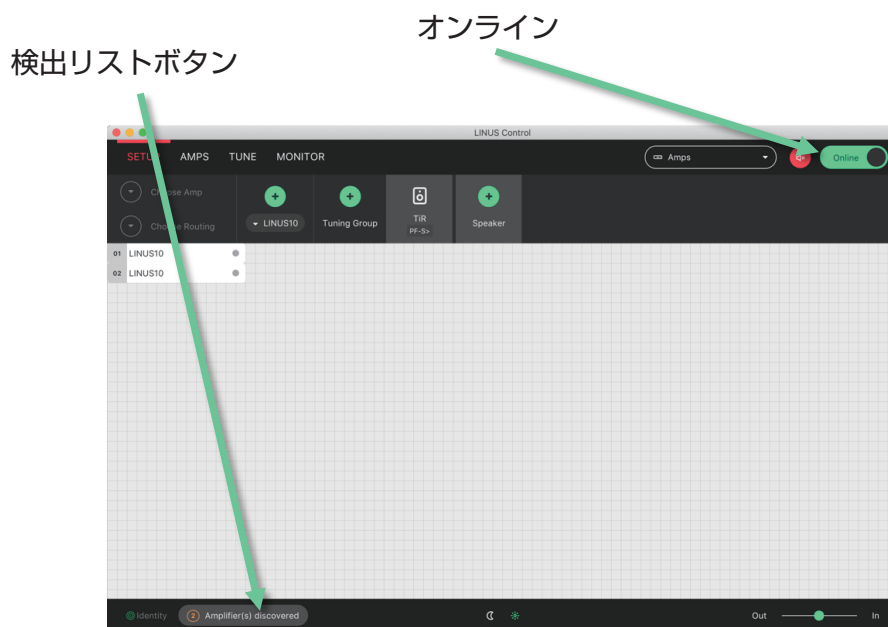 オンライン
検出リストボタン
LINUS Control
SETUP AMPS TUNE MONITOR
Amps
Online
Choose Amp
Choose Routing
LINUS10
Tuning Group
TiR
PF-S>
Speaker
01 LINUS10
02 LINUS10
Identity
2 Amplifier(s) discovered
Out
In